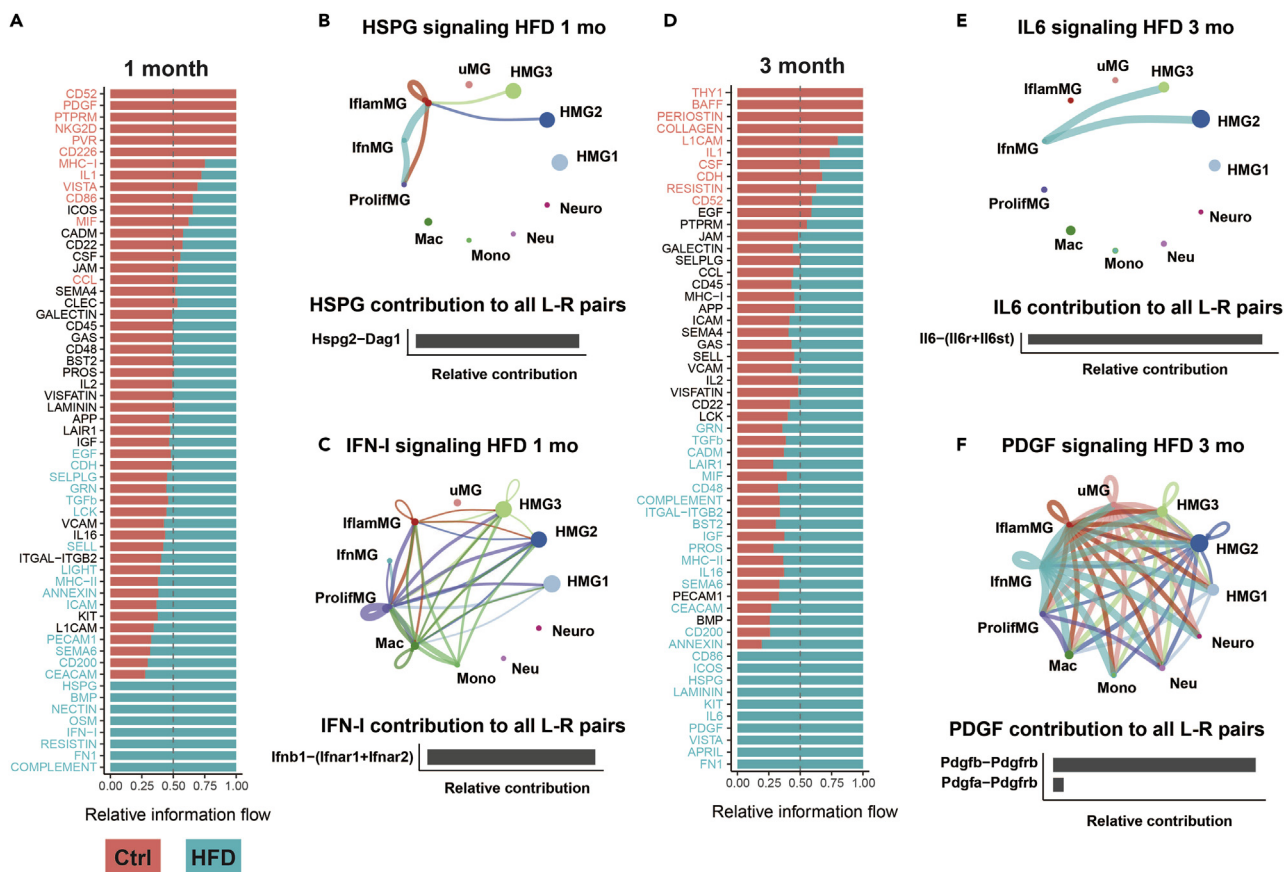 A
1 month
CD52
PDGF
PTPRM
NKG2D
PVR
CD226
MHC−I
IL1
VISTA
CD86
ICOS
MIF
CADM
CD22
CSF
JAM
CCL
SEMA4
CLEC
GALECTIN
CD45
GAS
CD48
BST2
PROS
IL2
VISFATIN
LAMININ
APP
LAIR1
IGF
EGF
CDH
SELPLG
GRN
TGFb
LCK
VCAM
IL16
SELL
ITGAL−ITGB2
LIGHT
MHC−II
ANNEXIN
ICAM
KIT
L1CAM
PECAM1
SEMA6
CD200
CEACAM
HSPG
BMP
NECTIN
OSM
IFN−I
RESISTIN
FN1
COMPLEMENT
0.00 0.25 0.50 0.75 1.00
Relative information flow
Ctrl
HFD
B
HSPG signaling HFD 1 mo
uMG
HMG3
IflamMG
HMG2
IfnMG
HMG1
ProlifMG
Neuro
Mac
Mono
Neu
HSPG contribution to all L-R pairs
Hspg2−Dag1
Relative contribution
C
IFN-I signaling HFD 1 mo
uMG
HMG3
IflamMG
HMG2
IfnMG
HMG1
ProlifMG
Neuro
Mac
Neu
Mono
IFN-I contribution to all L-R pairs
Ifnb1−(Ifnar1+Ifnar2)
Relative contribution
D
3 month
THY1
BAFF
PERIOSTIN
COLLAGEN
L1CAM
IL1
CSF
CDH
RESISTIN
CD52
EGF
PTPRM
JAM
GALECTIN
SELPLG
CCL
CD45
MHC−I
APP
ICAM
SEMA4
GAS
SELL
VCAM
IL2
VISFATIN
CD22
LCK
GRN
TGFb
CADM
LAIR1
MIF
CD48
COMPLEMENT
ITGAL−ITGB2
BST2
IGF
PROS
MHC−II
IL16
SEMA6
PECAM1
CEACAM
BMP
CD200
ANNEXIN
CD86
ICOS
HSPG
LAMININ
KIT
IL6
PDGF
VISTA
APRIL
FN1
0.00 0.25 0.50 0.75 1.00
Relative information flow
E
IL6 signaling HFD 3 mo
uMG
HMG3
IflamMG
HMG2
IfnMG
HMG1
ProlifMG
Neuro
Mac
Neu
Mono
IL6 contribution to all L-R pairs
Il6−(Il6r+Il6st)
Relative contribution
F
PDGF signaling HFD 3 mo
uMG
HMG3
IflamMG
HMG2
IfnMG
HMG1
ProlifMG
Neuro
Mac
Neu
Mono
PDGF contribution to all L-R pairs
Pdgfb−Pdgfrb
Pdgfa−Pdgfrb
Relative contribution